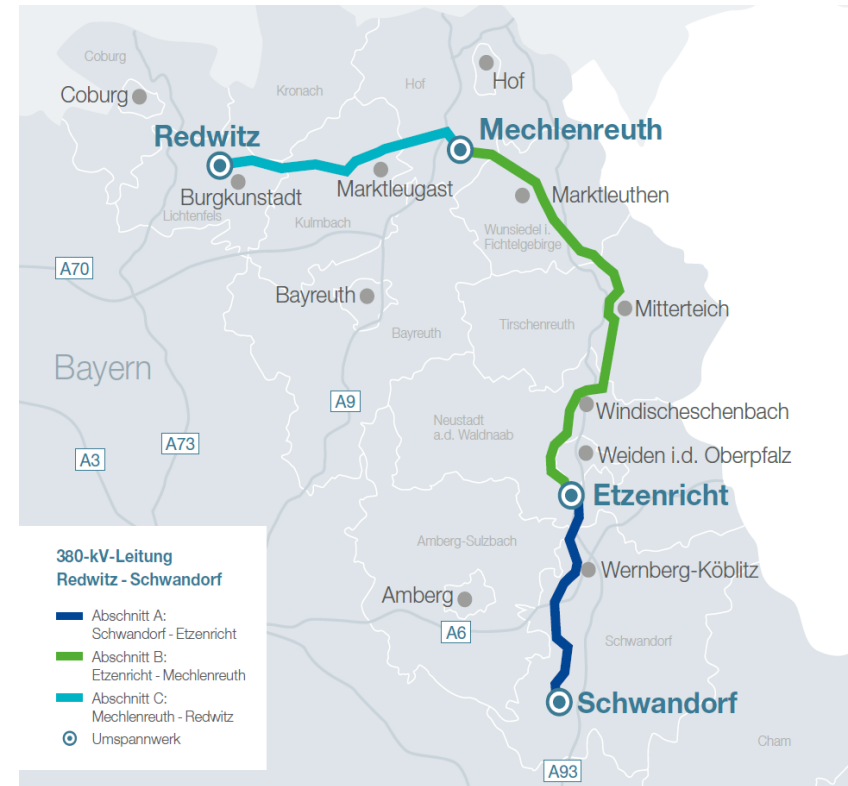 Coburg
Coburg
Kronach
Hof
Hof
Redwitz
Mechlenreuth
Burgkunstadt
Marktleugast
Marktleuthen
Lichtenfels
Kulmbach
Wunsiedel i.
Fichtelgebirge
A70
Bayreuth
Mitterteich
Bayreuth
Tirschenreuth
Bayern
A9
Windischeschenbach
Neustadt
a.d. Waldnaab
A73
A3
Weiden i.d. Oberpfalz
Etzenricht
Amberg-Sulzbach
Wernberg-Köblitz
Amberg
A6
Schwandorf
Schwandorf
Cham
A93
380-kV-Leitung
Redwitz - Schwandorf
Abschnitt A:
Schwandorf - Etzenricht
Abschnitt B:
Etzenricht - Mechlenreuth
Abschnitt C:
Mechlenreuth - Redwitz
Umspannwerk